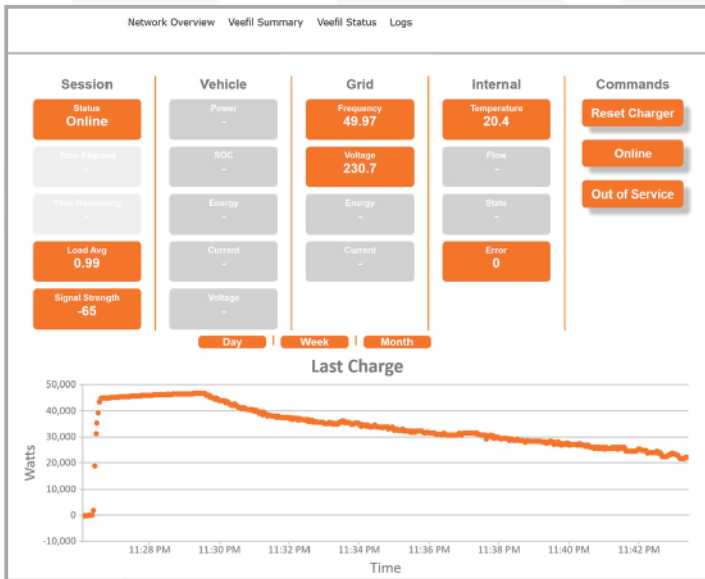 Network Overview Veefil Summary Veefil Status Logs
Session
Status
Online
Time Elapsed
-
Time Remaining
-
Load Avg
0.99
Signal Strength
-65
Vehicle
Power
-
SOC
-
Energy
-
Current
-
Voltage
-
Grid
Frequency
49.97
Voltage
230.7
Energy
-
Current
-
Internal
Temperature
20.4
Flow
-
State
-
Error
0
Commands
Reset Charger
Online
Out of Service
Day Week Month
Last Charge
Watts
50,000
40,000
30,000
20,000
10,000
0
-10,000
11:28 PM 11:30 PM 11:32 PM 11:34 PM 11:36 PM 11:38 PM 11:40 PM 11:42 PM
Time